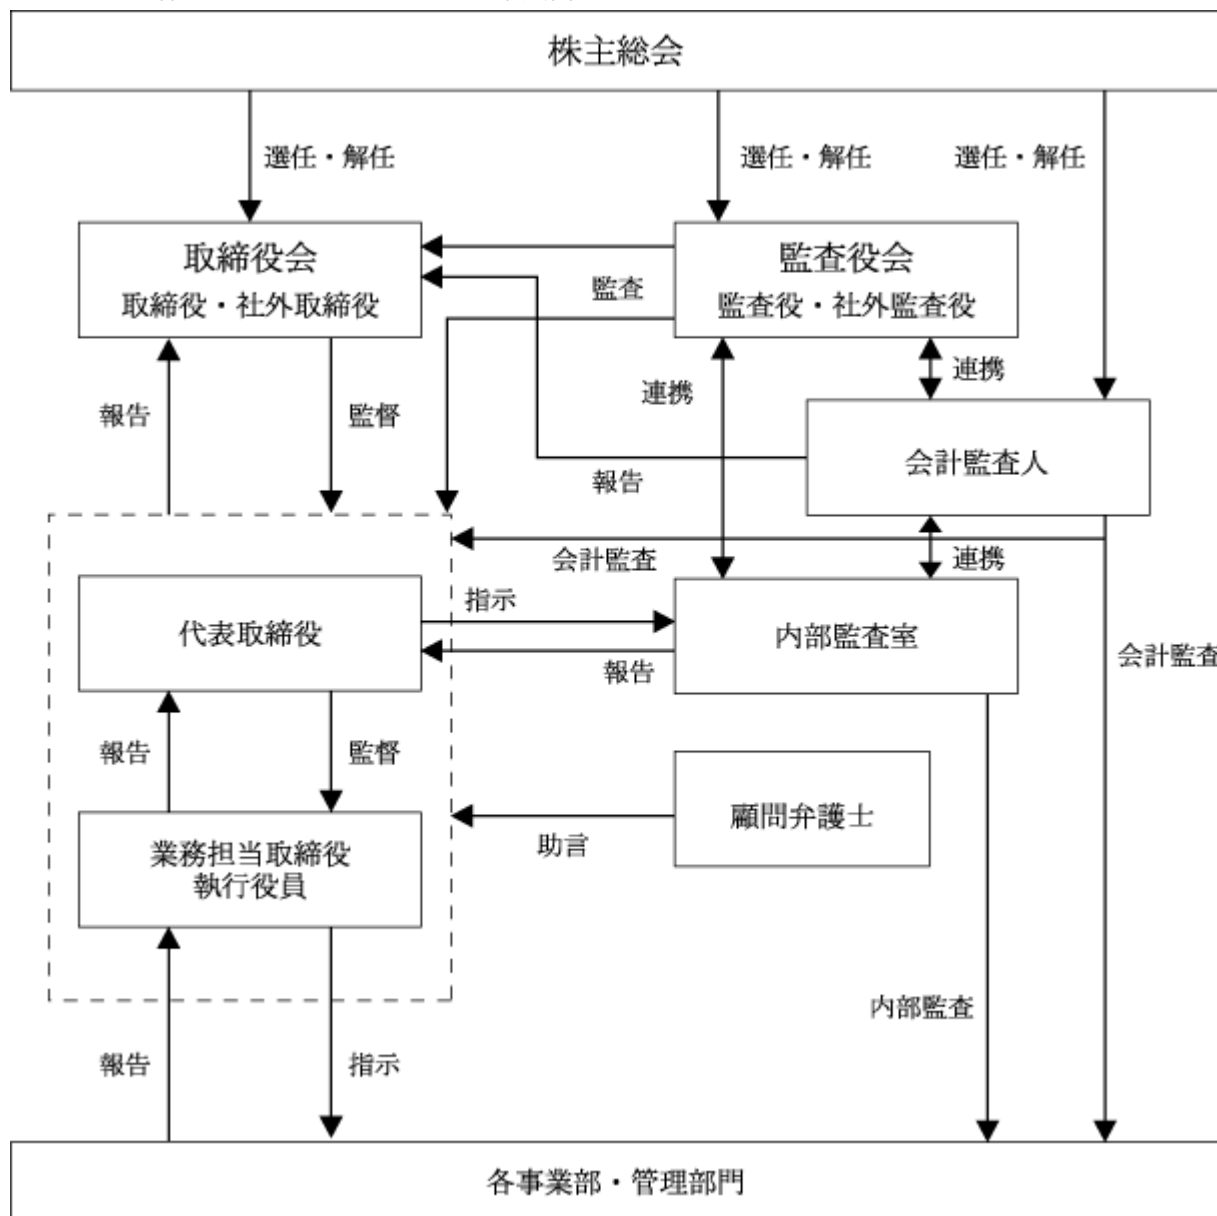 株主総会
選任・解任
選任・解任
選任・解任
取締役会
取締役・社外取締役
監査役会
監査役・社外監査役
監査
連携
連携
報告
監督
会計監査人
報告
会計監査
連携
指示
代表取締役
内部監査室
報告
会計監査
報告
監督
顧問弁護士
助言
業務担当取締役
執行役員
内部監査
報告
指示
各事業部・管理部門